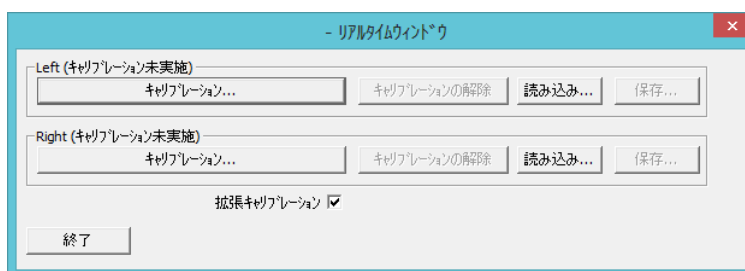 - リアルタイムウィンドウ
Left (キャリブレーション未実施)
キャリブレーション... キャリブレーションの解除 読み込み... 保存...
Right (キャリブレーション未実施)
キャリブレーション... キャリブレーションの解除 読み込み... 保存...
拡張キャリブレーション
終了